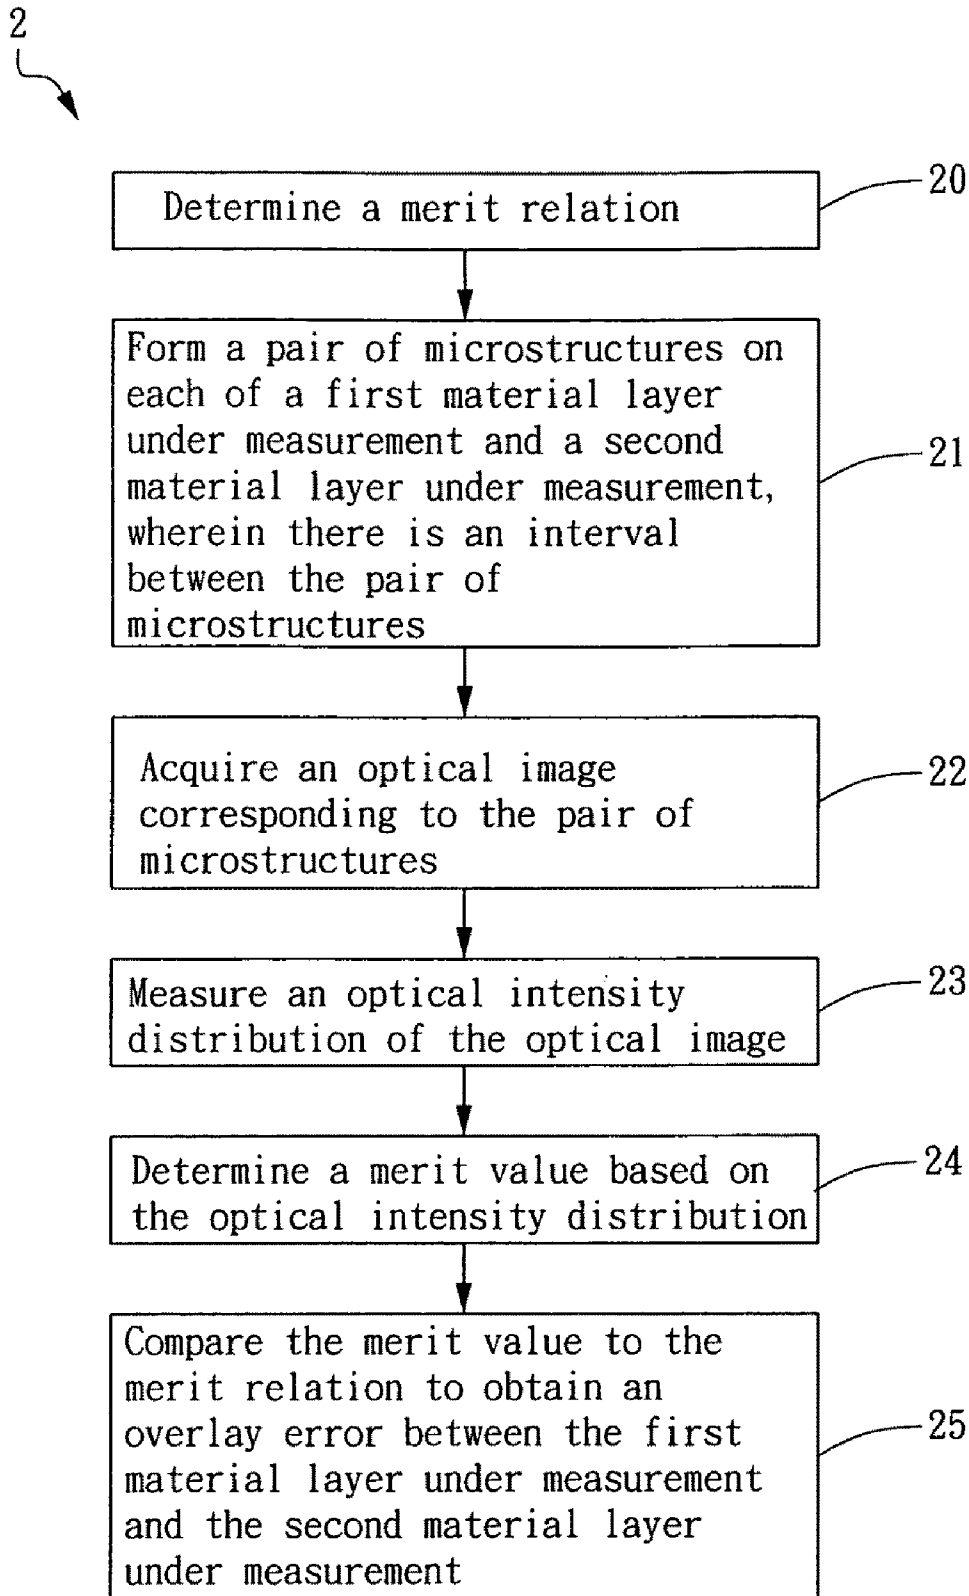 2
Determine a merit relation
20
Form a pair of microstructures on
each of a first material layer
under measurement and a second
material layer under measurement,
wherein there is an interval
between the pair of
microstructures
21
Acquire an optical image
corresponding to the pair of
microstructures
22
Measure an optical intensity
distribution of the optical image
23
Determine a merit value based on
the optical intensity distribution
24
Compare the merit value to the
merit relation to obtain an
overlay error between the first
material layer under measurement
and the second material layer
under measurement
25